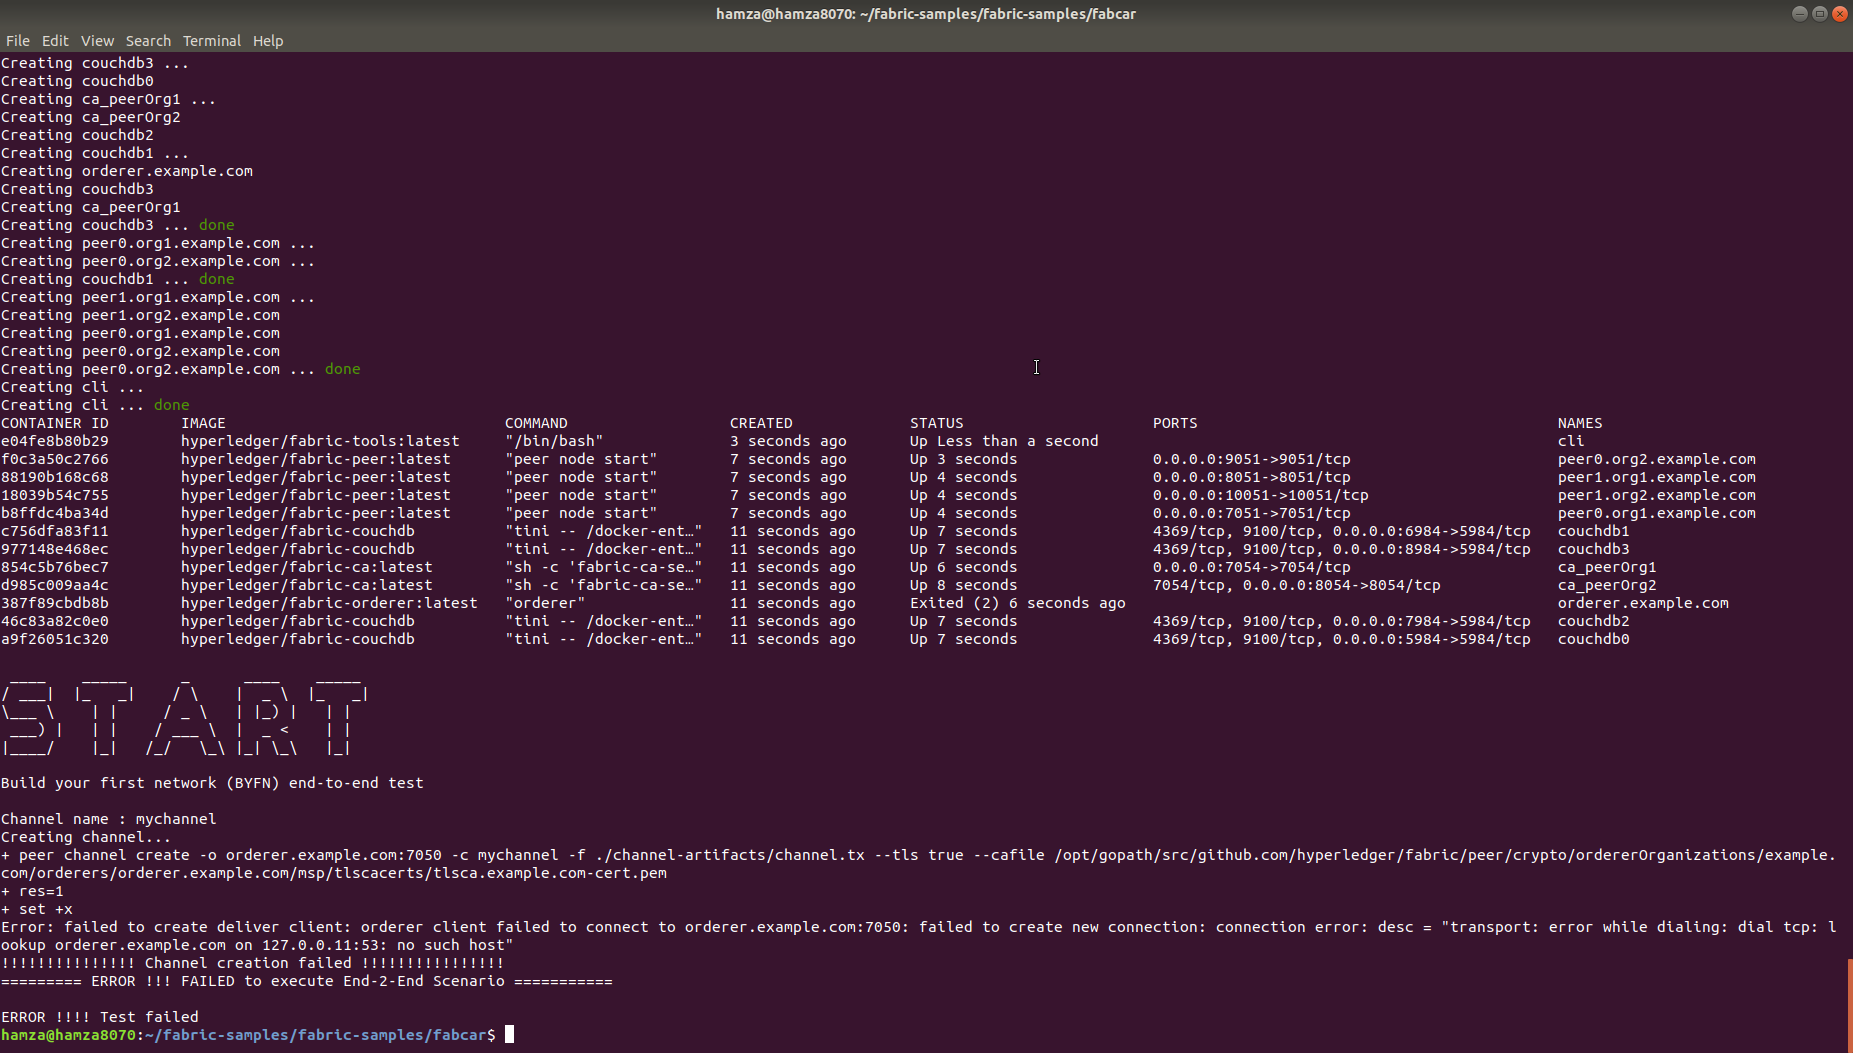 hamza@hamza8070: ~/fabric-samples/fabric-samples/fabcar
File Edit View Search Terminal Help
Creating couchdb3 ...
Creating couchdb0
Creating ca_peerOrg1 ...
Creating ca_peerOrg2
Creating couchdb2
Creating couchdb1 ...
Creating orderer.example.com
Creating couchdb3
Creating ca_peerOrg1
Creating couchdb3 ... done
Creating peer0.org1.example.com ...
Creating peer0.org2.example.com ...
Creating couchdb1 ... done
Creating peer1.org1.example.com ...
Creating peer1.org2.example.com
Creating peer0.org1.example.com
Creating peer0.org2.example.com
Creating peer0.org2.example.com ... done
Creating cli ...
Creating cli ... done
CONTAINER ID        IMAGE                               COMMAND                  CREATED             STATUS                     PORTS                                        NAMES
e04fe8b80b29        hyperledger/fabric-tools:latest     "/bin/bash"              3 seconds ago       Up Less than a second                                                   cli
f0c3a50c2766        hyperledger/fabric-peer:latest      "peer node start"        7 seconds ago       Up 3 seconds               0.0.0.0:9051->9051/tcp                       peer0.org2.example.com
88190b168c68        hyperledger/fabric-peer:latest      "peer node start"        7 seconds ago       Up 4 seconds               0.0.0.0:8051->8051/tcp                       peer1.org1.example.com
18039b54c755        hyperledger/fabric-peer:latest      "peer node start"        7 seconds ago       Up 4 seconds               0.0.0.0:10051->10051/tcp                     peer1.org2.example.com
b8ffdc4ba34d        hyperledger/fabric-peer:latest      "peer node start"        7 seconds ago       Up 4 seconds               0.0.0.0:7051->7051/tcp                       peer0.org1.example.com
c756dfa83f11        hyperledger/fabric-couchdb          "tini -- /docker-ent…"   11 seconds ago      Up 7 seconds               4369/tcp, 9100/tcp, 0.0.0.0:6984->5984/tcp   couchdb1
977148e468ec        hyperledger/fabric-couchdb          "tini -- /docker-ent…"   11 seconds ago      Up 7 seconds               4369/tcp, 9100/tcp, 0.0.0.0:8984->5984/tcp   couchdb3
854c5b76bec7        hyperledger/fabric-ca:latest        "sh -c 'fabric-ca-se…"   11 seconds ago      Up 6 seconds               0.0.0.0:7054->7054/tcp                       ca_peerOrg1
d985c009aa4c        hyperledger/fabric-ca:latest        "sh -c 'fabric-ca-se…"   11 seconds ago      Up 8 seconds               7054/tcp, 0.0.0.0:8054->8054/tcp             ca_peerOrg2
387f89cbdb8b        hyperledger/fabric-orderer:latest   "orderer"                11 seconds ago      Exited (2) 6 seconds ago                                                orderer.example.com
46c83a82c0e0        hyperledger/fabric-couchdb          "tini -- /docker-ent…"   11 seconds ago      Up 7 seconds               4369/tcp, 9100/tcp, 0.0.0.0:7984->5984/tcp   couchdb2
a9f26051c320        hyperledger/fabric-couchdb          "tini -- /docker-ent…"   11 seconds ago      Up 7 seconds               4369/tcp, 9100/tcp, 0.0.0.0:5984->5984/tcp   couchdb0
START
Build your first network (BYFN) end-to-end test
Channel name : mychannel
Creating channel...
+ peer channel create -o orderer.example.com:7050 -c mychannel -f ./channel-artifacts/channel.tx --tls true --cafile /opt/gopath/src/github.com/hyperledger/fabric/peer/crypto/ordererOrganizations/example.
com/orderers/orderer.example.com/msp/tlscacerts/tlsca.example.com-cert.pem
+ res=1
+ set +x
Error: failed to create deliver client: orderer client failed to connect to orderer.example.com:7050: failed to create new connection: connection error: desc = "transport: error while dialing: dial tcp: l
ookup orderer.example.com on 127.0.0.11:53: no such host"
!!!!!!!!!!!!!!! Channel creation failed !!!!!!!!!!!!!!!!
========= ERROR !!! FAILED to execute End-2-End Scenario ===========
ERROR !!!! Test failed
hamza@hamza8070:~/fabric-samples/fabric-samples/fabcar$